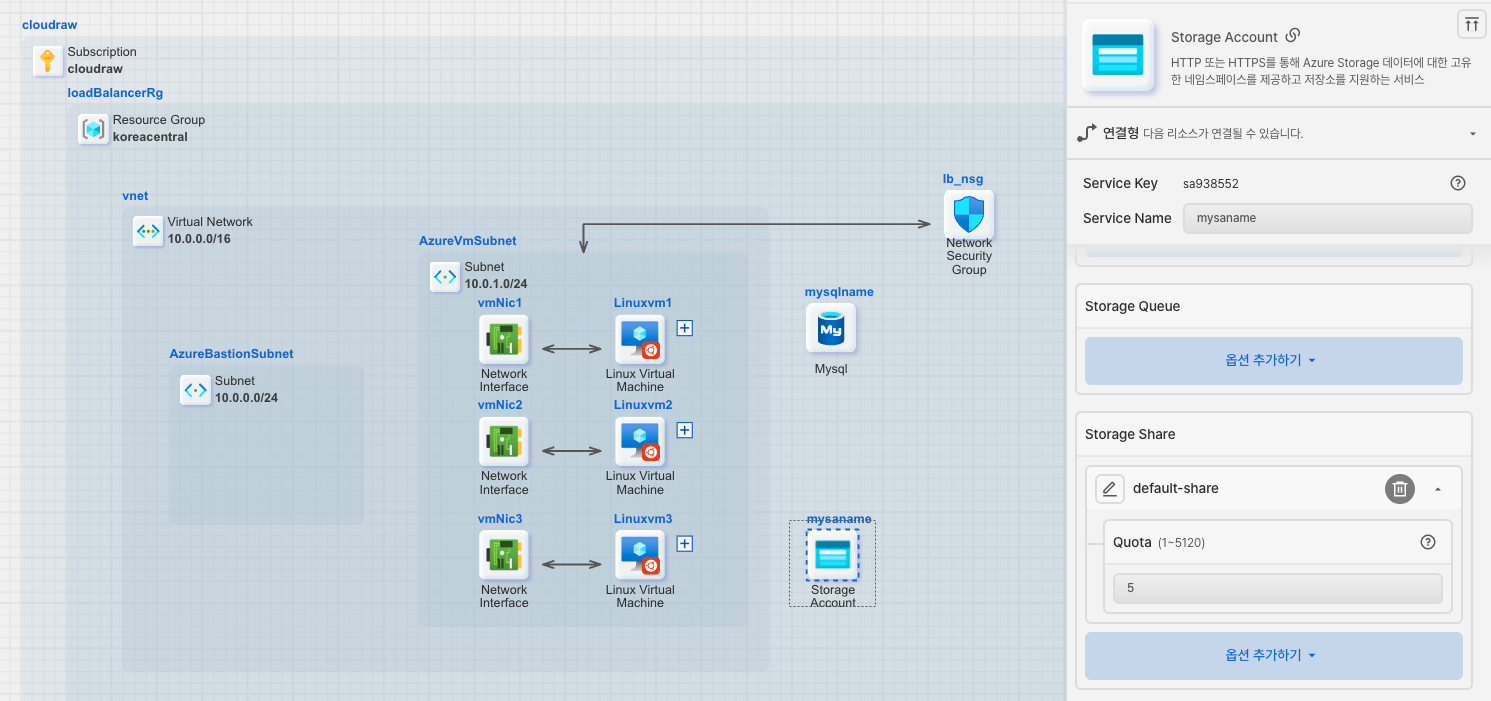 cloudraw
Subscription
cloudraw
loadBalancerRg
Resource Group
koreacentral
vnet
Virtual Network
10.0.0.0/16
AzureBastionSubnet
Subnet
10.0.0.0/24
AzureVmSubnet
Subnet
10.0.1.0/24
vmNic1
Network
Interface
Linuxvm1
Linux Virtual
Machine
vmNic2
Network
Interface
Linuxvm2
Linux Virtual
Machine
vmNic3
Network
Interface
Linuxvm3
Linux Virtual
Machine
lb_nsg
Network
Security
Group
mysqlname
My
Mysql
mysaname
Storage
Account
Storage Account
HTTP 또는 HTTPS를 통해 Azure Storage 데이터에 대한 고유
한 네임스페이스를 제공하고 저장소를 지원하는 서비스
연결형 다음 리소스가 연결될 수 있습니다.
Service Key sa938552
Service Name mysaname
Storage Queue
옵션 추가하기
Storage Share
default-share
Quota (1~5120)
5
옵션 추가하기